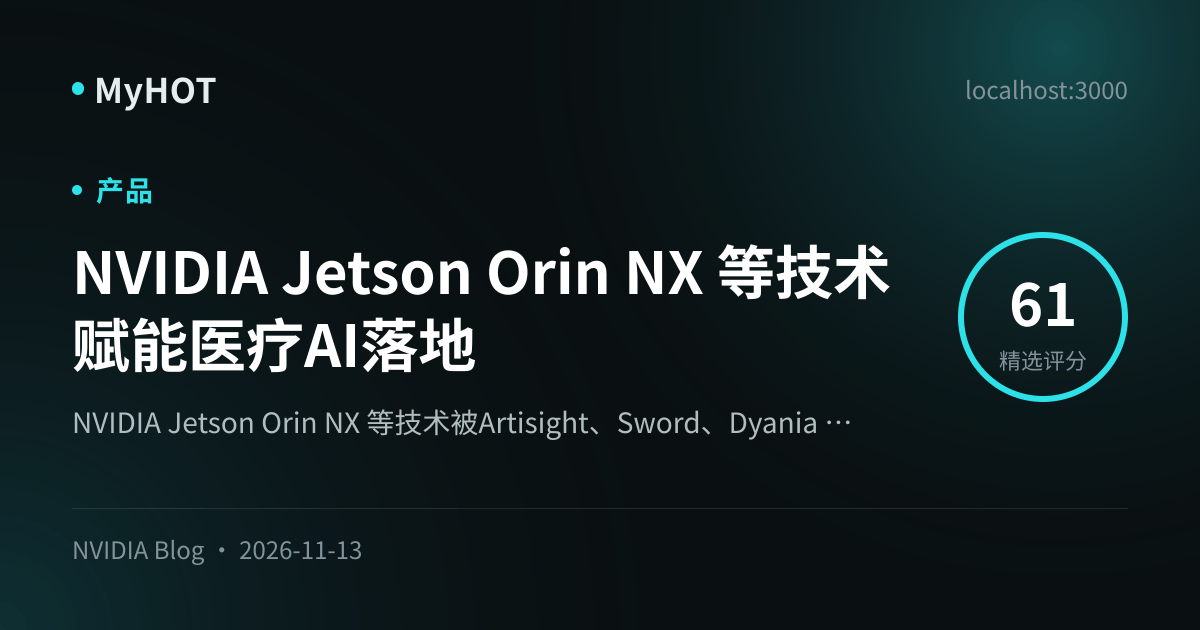 MyHOT
localhost:3000
产品
NVIDIA Jetson Orin NX 等技术
赋能医疗AI落地
61
精选评分
NVIDIA Jetson Orin NX 等技术被Artisight、Sword、Dyania …
NVIDIA Blog · 2026-11-13